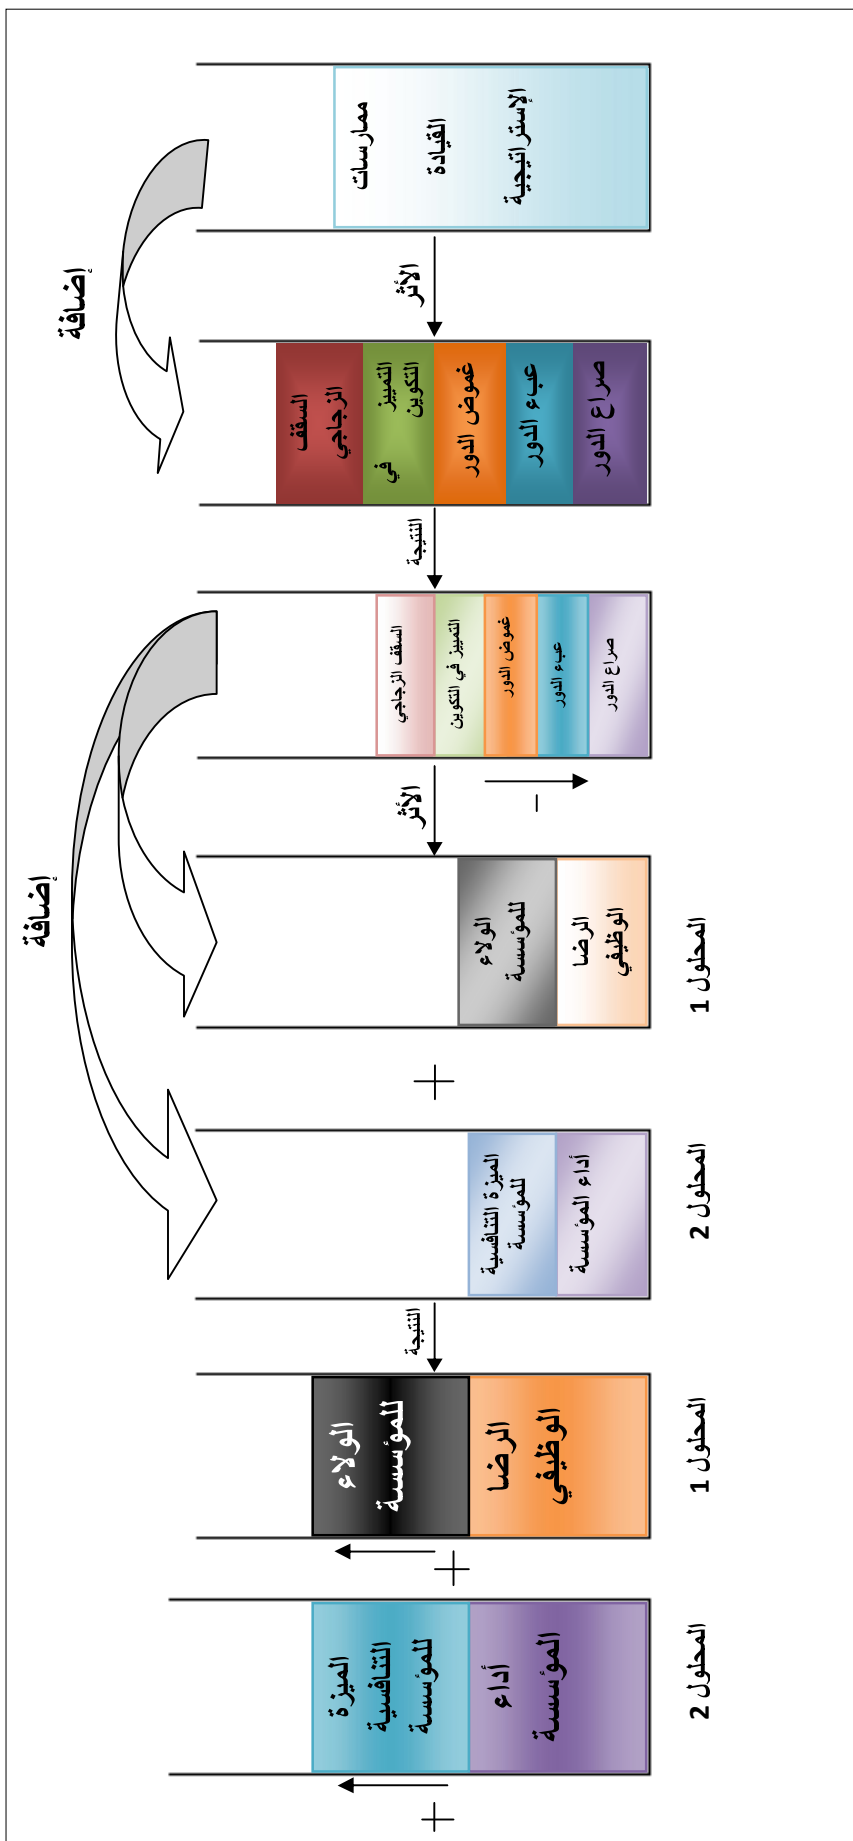 ممارسات
القيادة
الإستراتيجية
إضافة
الأثر
السقف
الزجاجي
التمييز في
التكوين
غموض الدور
عبء الدور
صراع الدور
النتيجة
السقف الزجاجي
التمييز في التكوين
غموض الدور
عبء الدور
صراع الدور
–
الأثر
إضافة
الولاء
للمؤسسة
الرضا
الوظيفي
المحلول 1
+
الميزة التنافسية
للمؤسسة
أداء المؤسسة
المحلول 2
النتيجة
الولاء
للمؤسسة
الرضا
الوظيفي
المحلول 1
+
الميزة
التنافسية
للمؤسسة
أداء
المؤسسة
المحلول 2
+